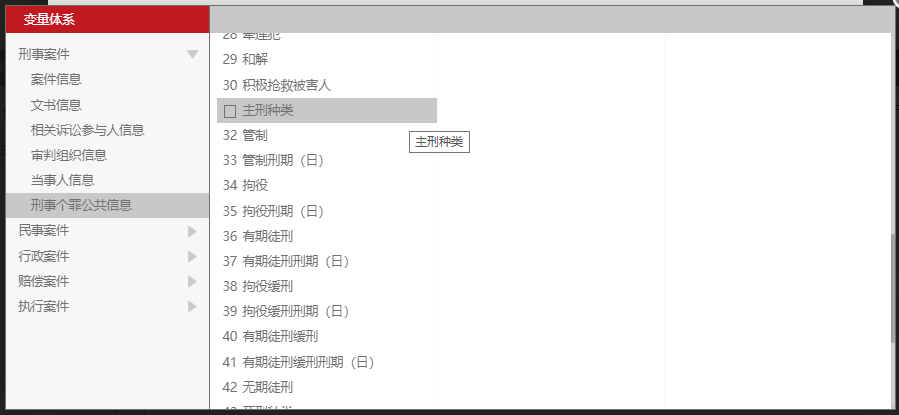 变量体系
刑事案件
案件信息
文书信息
相关诉讼参与人信息
审判组织信息
当事人信息
刑事个罪公共信息
民事案件
行政案件
赔偿案件
执行案件
28 牵连犯
29 和解
30 积极抢救被害人
主刑种类
32 管制
主刑种类
33 管制刑期（日）
34 拘役
35 拘役刑期（日）
36 有期徒刑
37 有期徒刑刑期（日）
38 拘役缓刑
39 拘役缓刑刑期（日）
40 有期徒刑缓刑
41 有期徒刑缓刑刑期（日）
42 无期徒刑